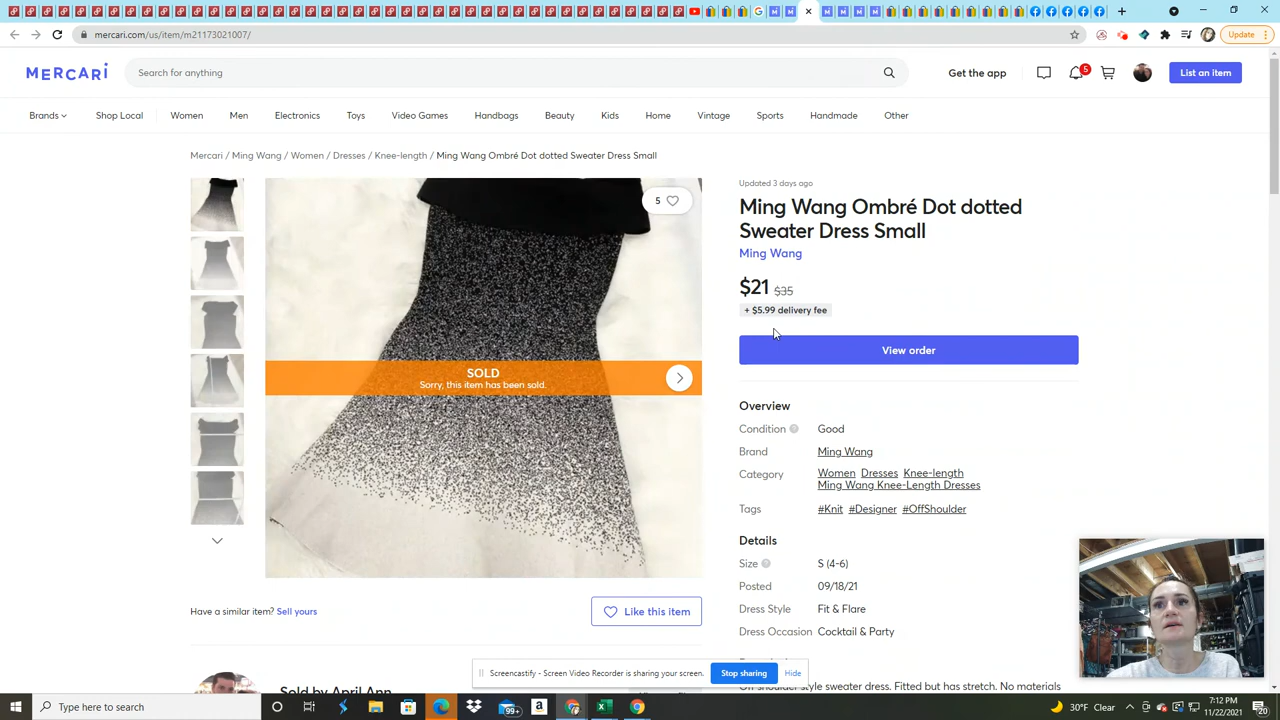 Update
mercari.com/us/item/m21173021007/
MERCARI
Search for anything
Get the app
5
List an item
Brands
Shop Local
Women
Men
Electronics
Toys
Video Games
Handbags
Beauty
Kids
Home
Vintage
Sports
Handmade
Other
Mercari / Ming Wang / Women / Dresses / Knee-length / Ming Wang Ombré Dot dotted Sweater Dress Small
5
SOLD
Sorry, this item has been sold.
Have a similar item? Sell yours
Like this item
Sold by April Ann
Updated 3 days ago
Ming Wang Ombré Dot dotted
Sweater Dress Small
Ming Wang
$21 $35
+ $5.99 delivery fee
View order
Overview
Condition Good
Brand Ming Wang
Category Women Dresses Knee-length
Ming Wang Knee-Length Dresses
Tags #Knit #Designer #OffShoulder
Details
Size S (4-6)
Posted 09/18/21
Dress Style Fit & Flare
Dress Occasion Cocktail & Party
Off shoulder style sweater dress. Fitted but has stretch. No materials
Screencastify - Screen Video Recorder is sharing your screen.
Stop sharing
Hide
Type here to search
99+
30°F Clear
7:12 PM
11/22/2021
20